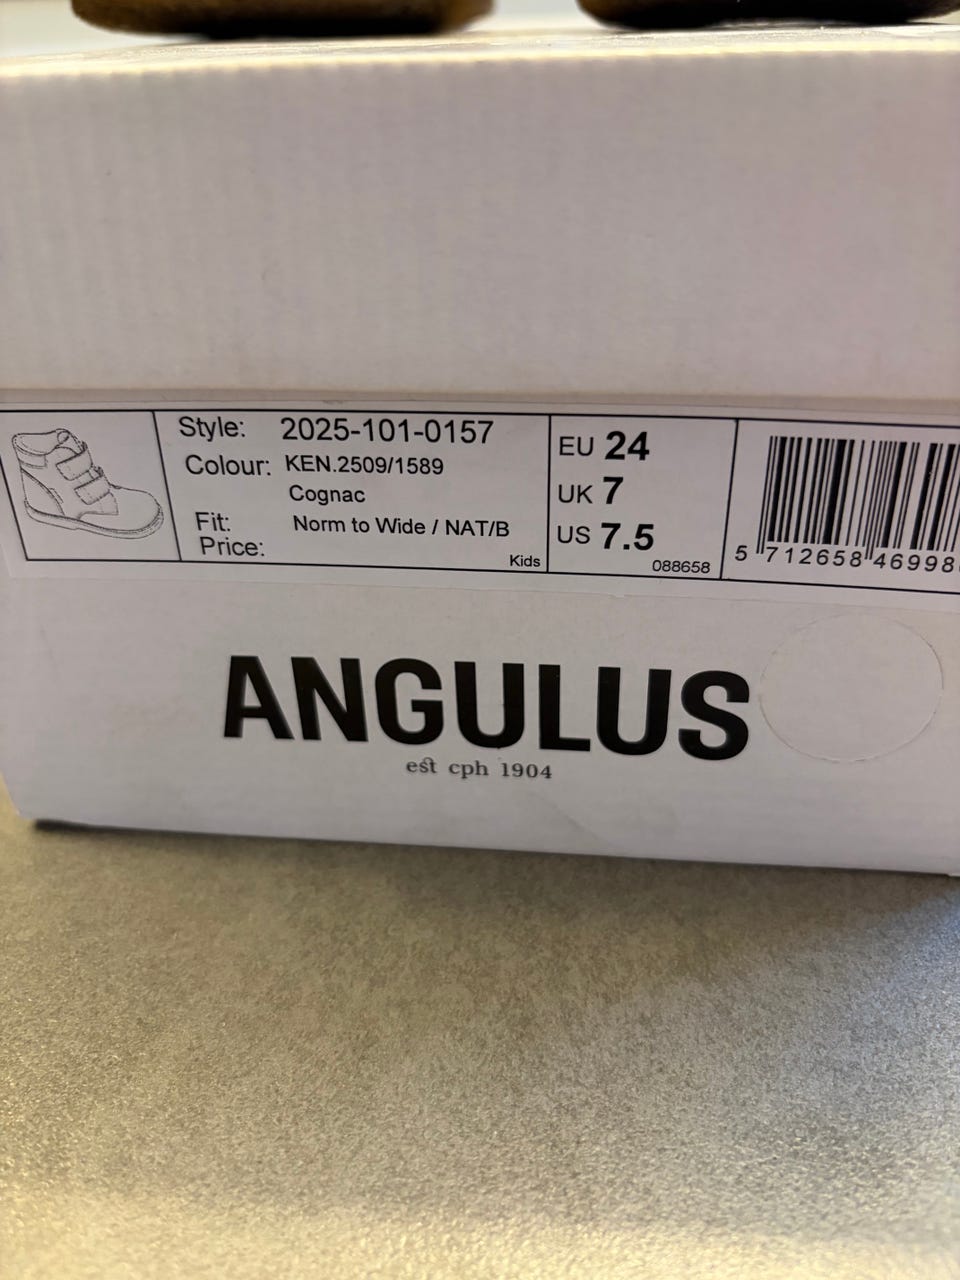 Style: 2025-101-0157
Colour: KEN.2509/1589
Cognac
Fit: Norm to Wide / NAT/B
Price:
Kids
EU 24
UK 7
US 7.5
088658
5 712658 46998
ANGULUS
est cph 1904